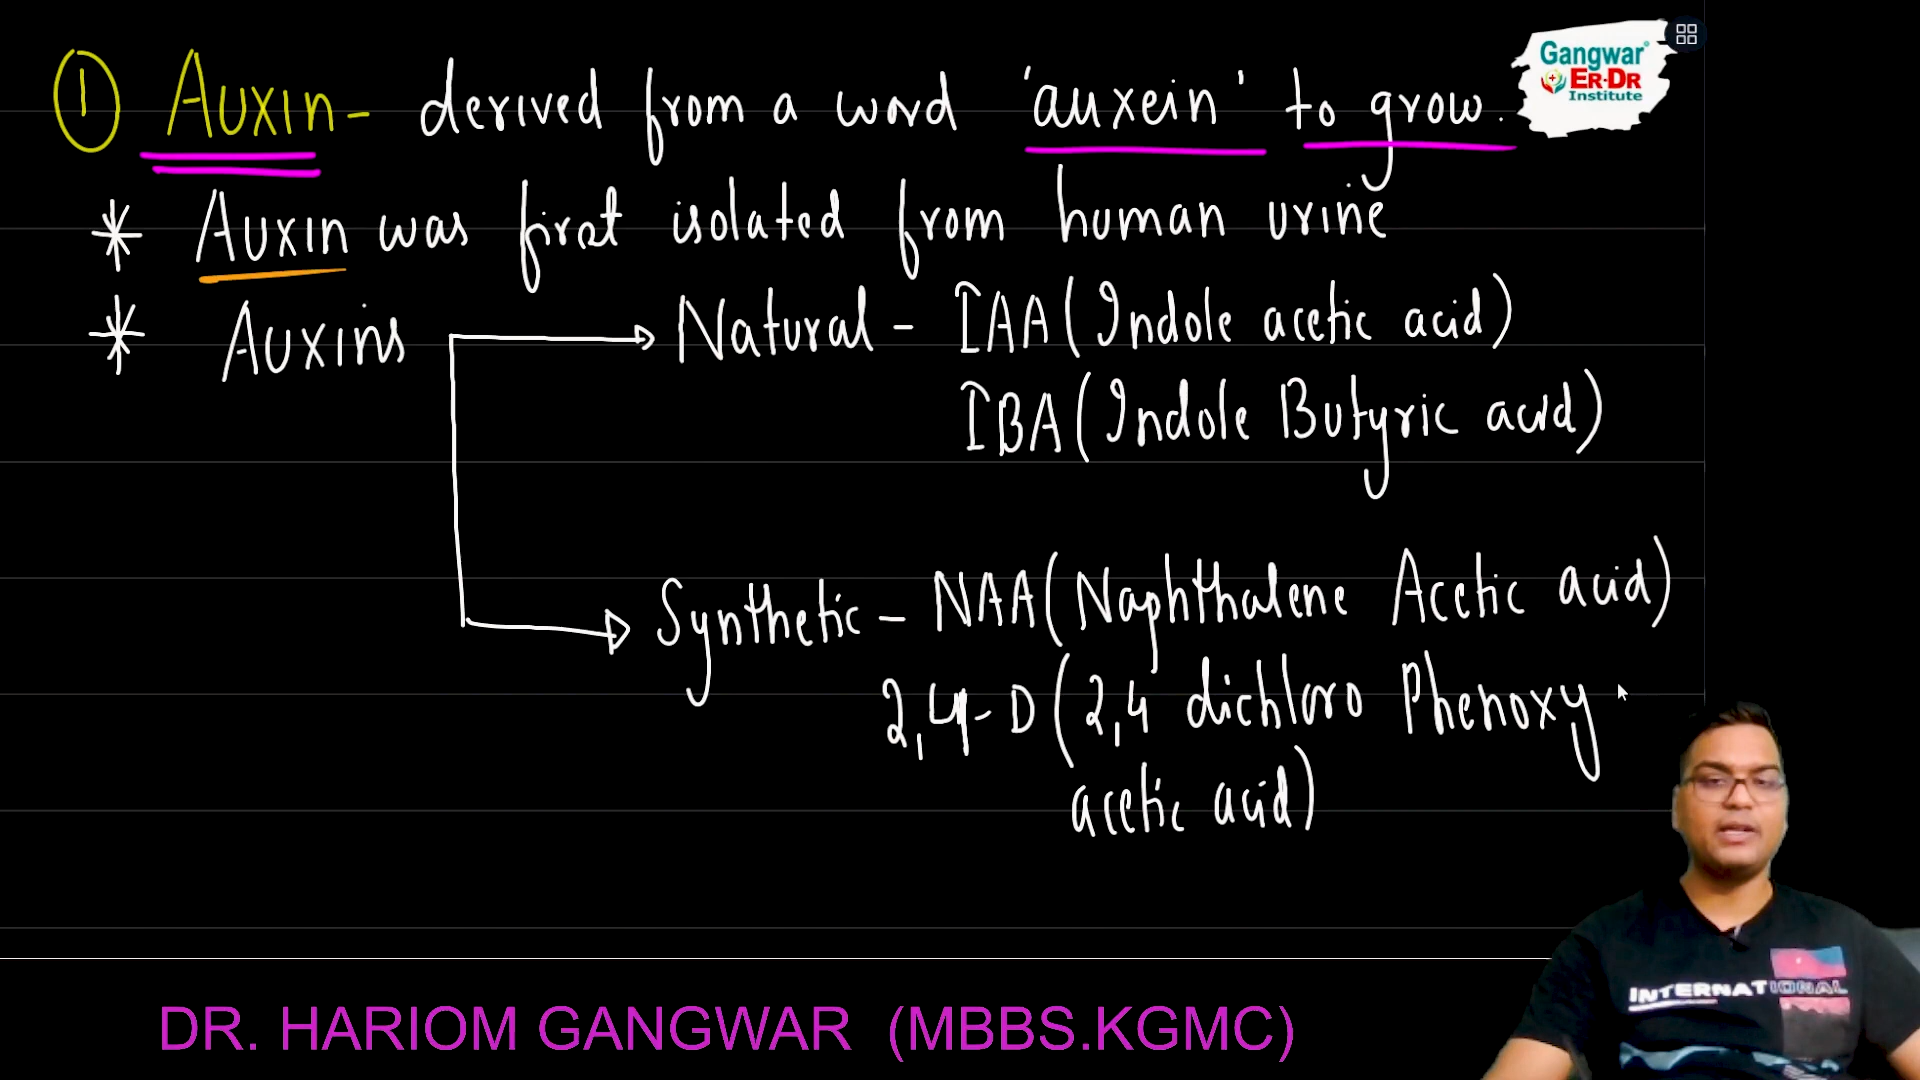 ① Auxin - derived from a word 'auxein' to grow.
Gangwar
ER-DR
Institute
* Auxin was first isolated from human urine
* Auxins → Natural - IAA (Indole acetic acid)
IBA (Indole Butyric acid)
→ Synthetic - NAA (Naphthalene Acetic acid)
2,4-D (2,4 dichloro Phenoxy
acetic acid)
INTERNATIONAL
DR. HARIOM GANGWAR (MBBS.KGMC)